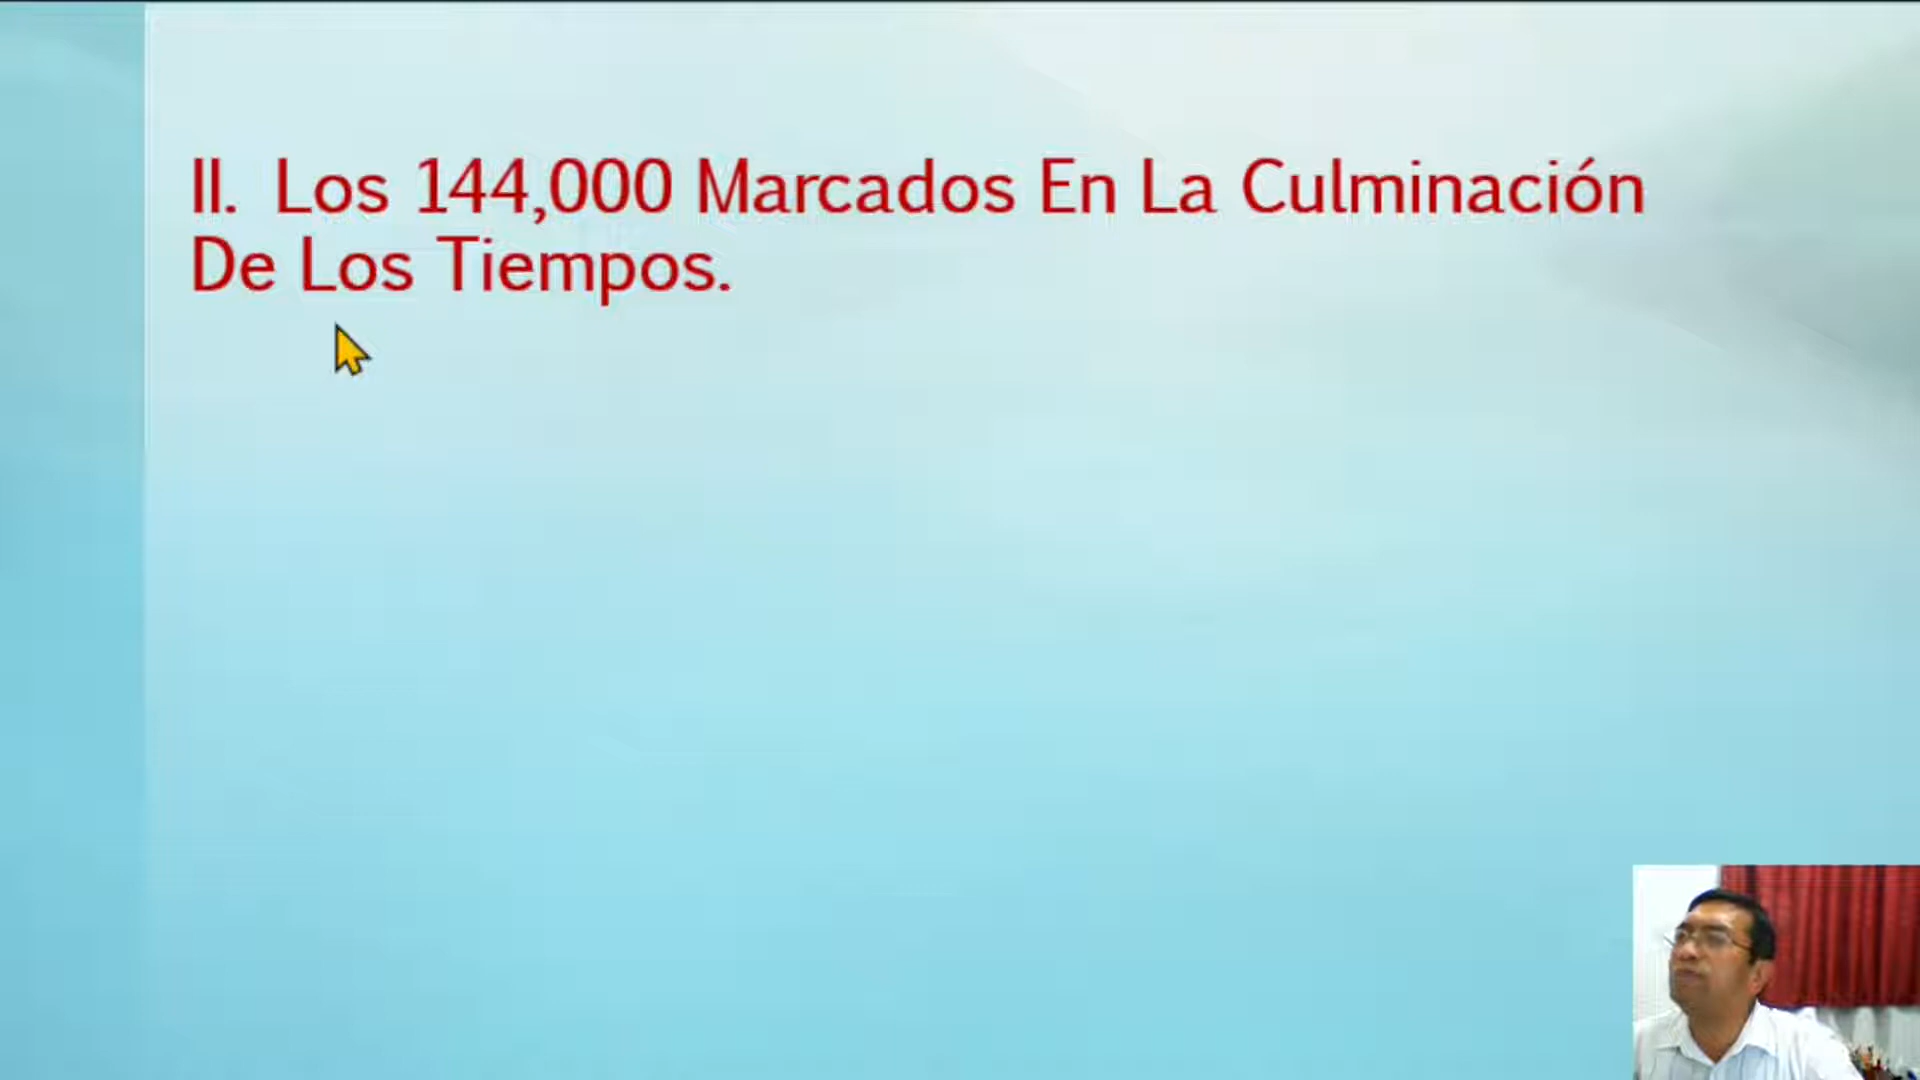 II. Los 144,000 Marcados En La Culminación
De Los Tiempos.